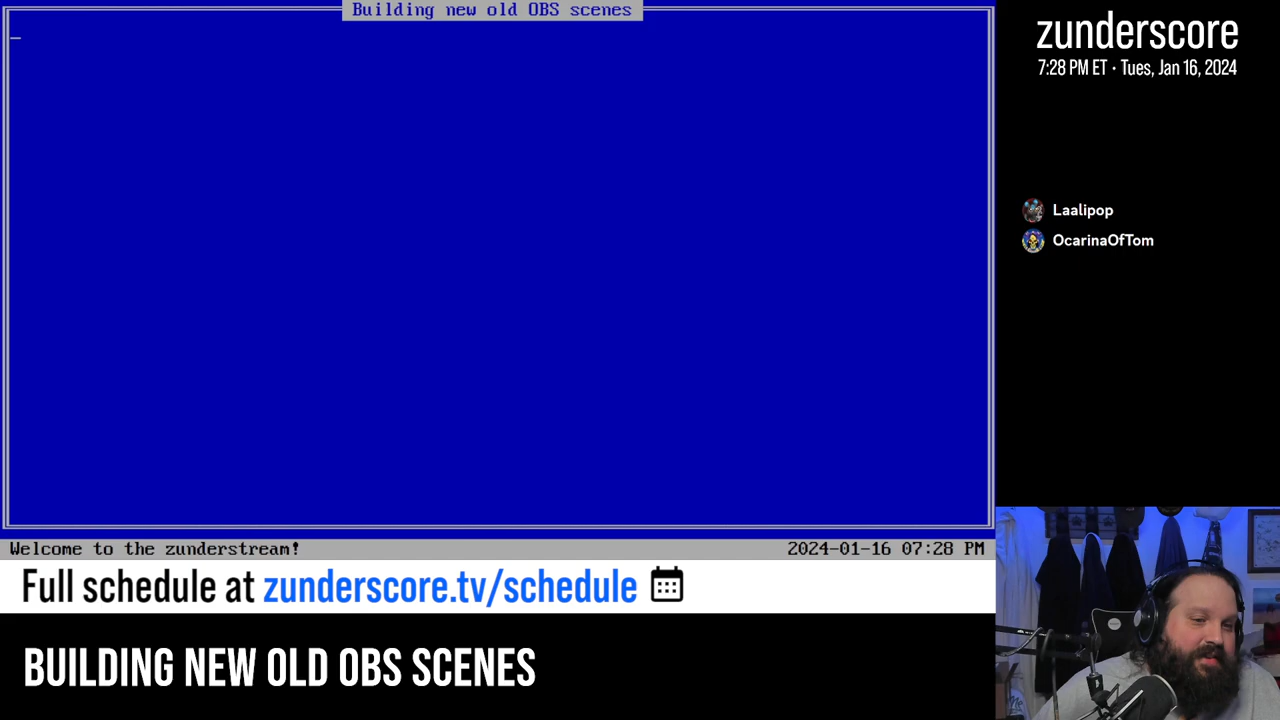 Building new old OBS scenes
zunderscore
7:28 PM ET • Tues, Jan 16, 2024
Laalipop
OcarinaOfTom
Welcome to the zunderstream!
2024-01-16 07:28 PM
Full schedule at zunderscore.tv/schedule
BUILDING NEW OLD OBS SCENES